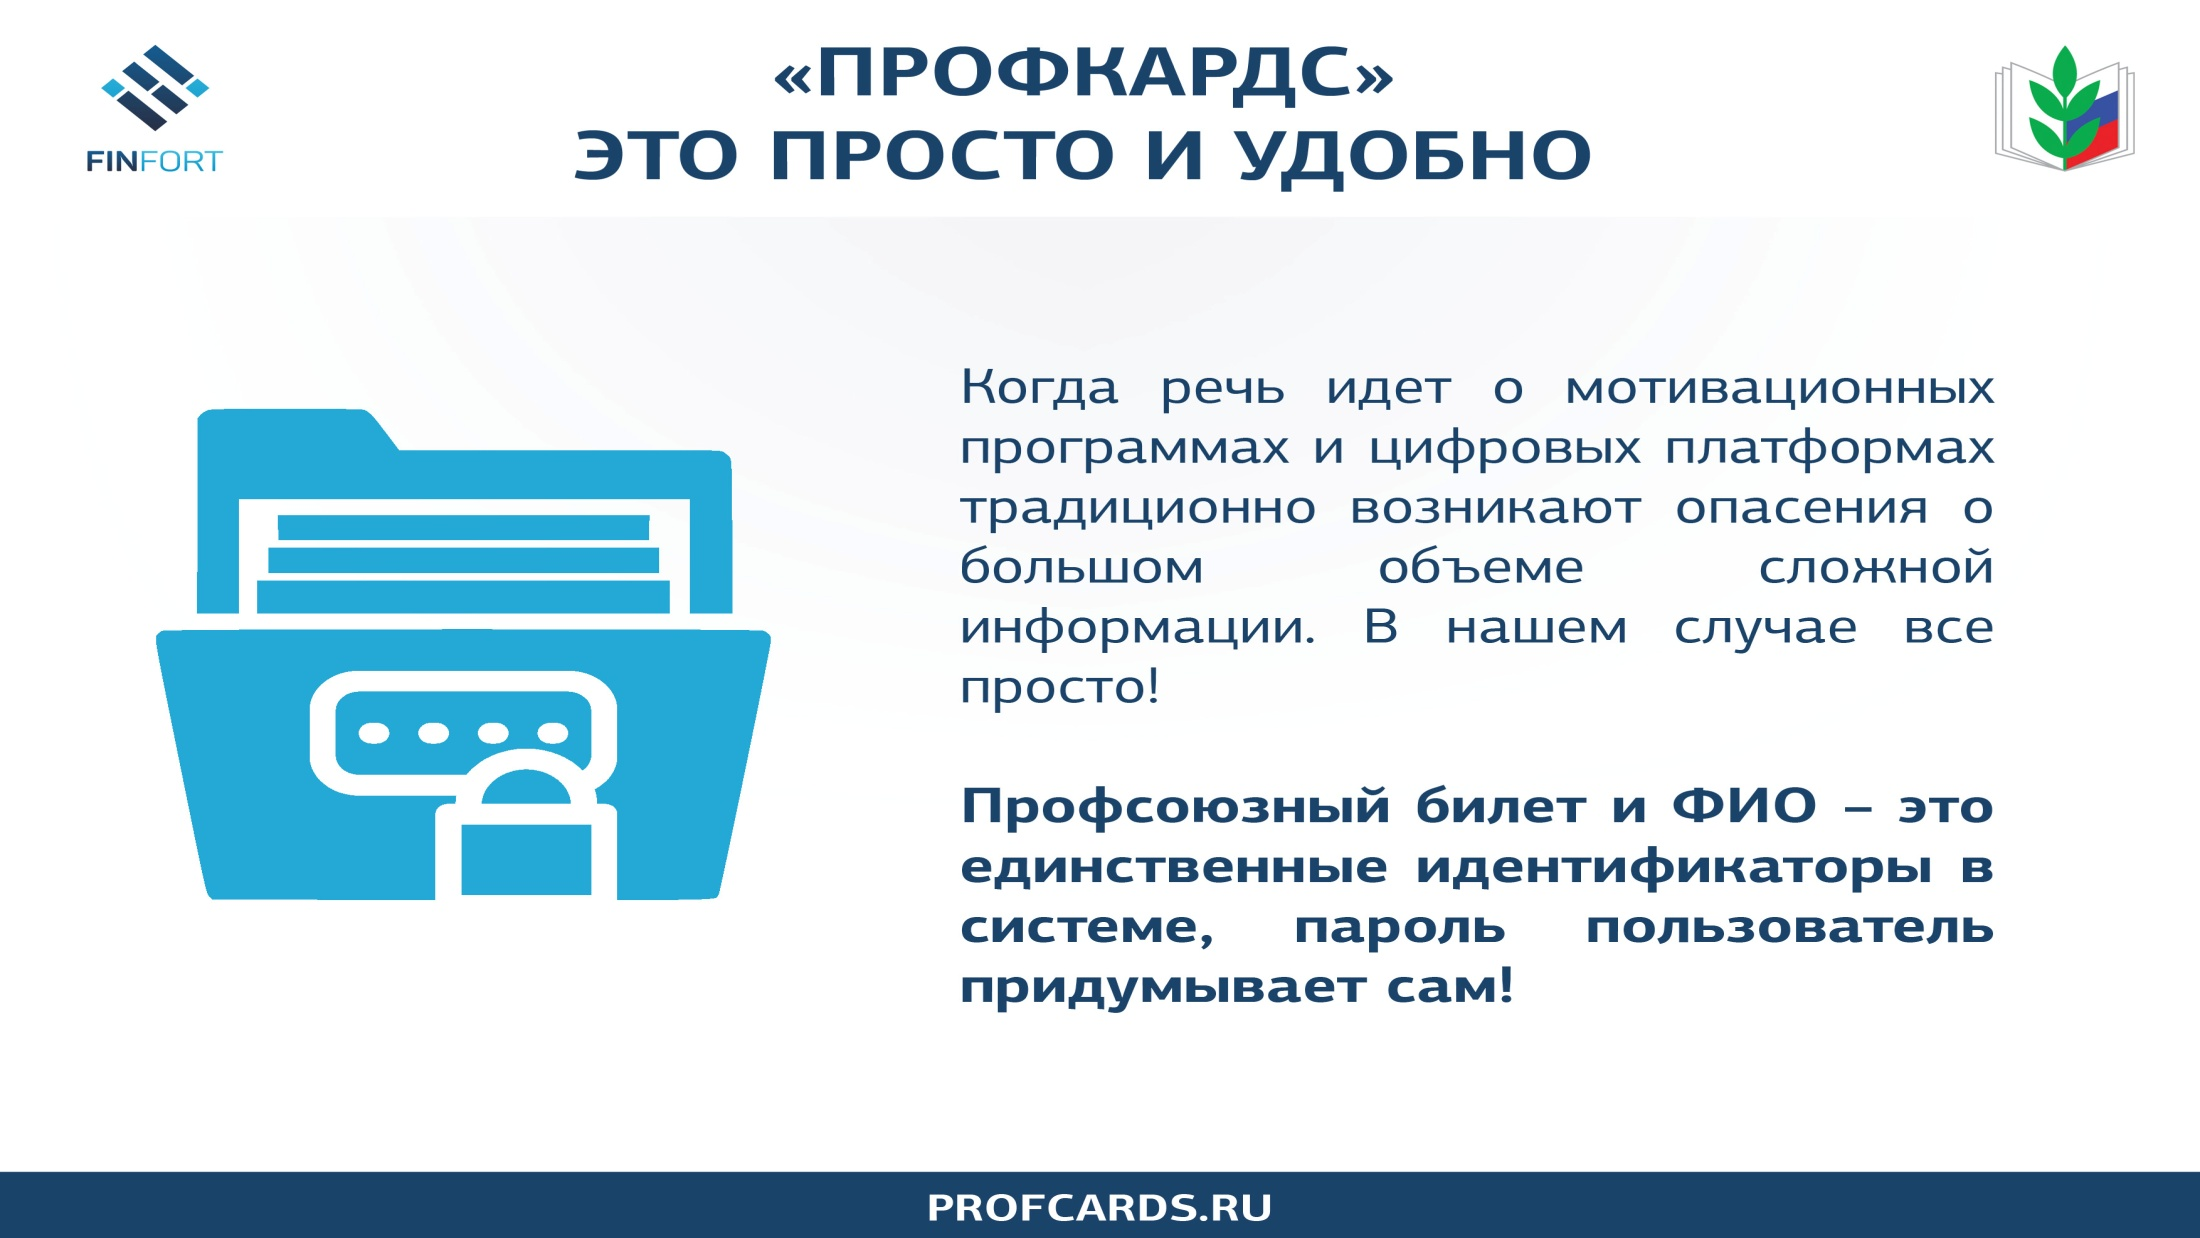 FINFORT
«ПРОФКАРДС»
ЭТО ПРОСТО И УДОБНО
Когда речь идет о мотивационных
программах и цифровых платформах
традиционно возникают опасения о
большом объеме сложной
информации. В нашем случае все
просто!
Профсоюзный билет и ФИО – это
единственные идентификаторы в
системе, пароль пользователь
придумывает сам!
PROFCARDS.RU